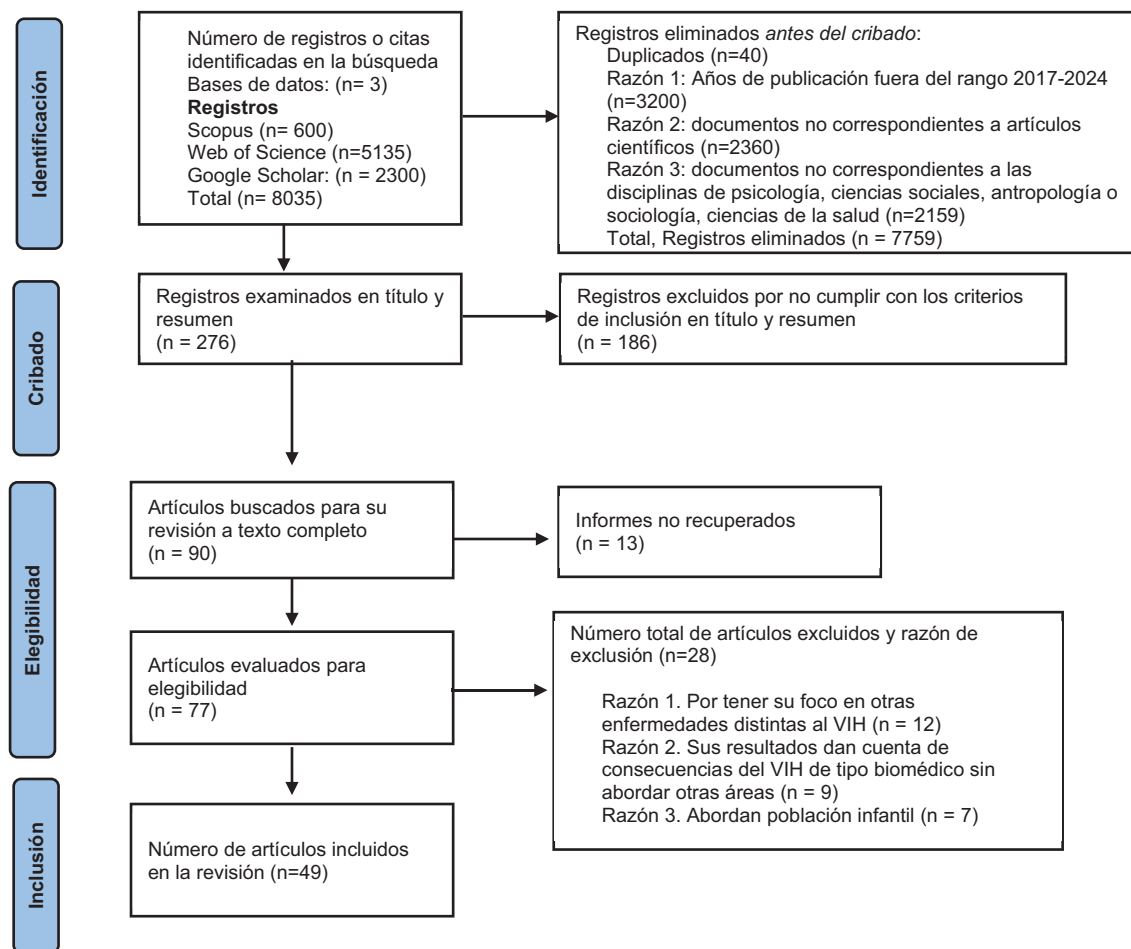 Identificación
Número de registros o citas
identificadas en la búsqueda
Bases de datos: (n= 3)
Registros
Scopus (n= 600)
Web of Science (n=5135)
Google Scholar: (n = 2300)
Total (n= 8035)
Registros eliminados antes del cribado:
Duplicados (n=40)
Razón 1: Años de publicación fuera del rango 2017-2024
(n=3200)
Razón 2: documentos no correspondientes a artículos
científicos (n=2360)
Razón 3: documentos no correspondientes a las
disciplinas de psicología, ciencias sociales, antropología o
sociología, ciencias de la salud (n=2159)
Total, Registros eliminados (n = 7759)
Cribado
Registros examinados en título y
resumen
(n = 276)
Registros excluidos por no cumplir con los criterios
de inclusión en título y resumen
(n = 186)
Elegibilidad
Artículos buscados para su
revisión a texto completo
(n = 90)
Informes no recuperados
(n = 13)
Artículos evaluados para
elegibilidad
(n = 77)
Número total de artículos excluidos y razón de
exclusión (n=28)
Razón 1. Por tener su foco en otras
enfermedades distintas al VIH (n = 12)
Razón 2. Sus resultados dan cuenta de
consecuencias del VIH de tipo biomédico sin
abordar otras áreas (n = 9)
Razón 3. Abordan población infantil (n = 7)
Inclusión
Número de artículos incluidos
en la revisión (n=49)